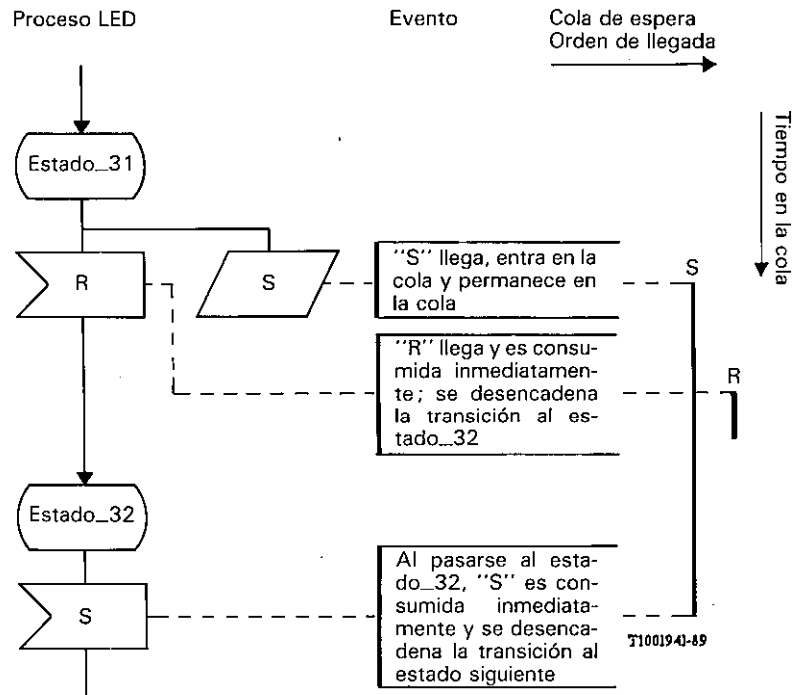 Proceso LED
Evento
Cola de espera
Orden de llegada
Tiempo en la cola
Estado_31
R
S
"S" llega, entra en la
cola y permanece en
la cola
S
"R" llega y es consu-
mida inmediatamen-
te; se desencadena
la transición al es-
tado_32
R
Estado_32
S
Al pasarse al esta-
do_32, "S" es con-
sumida inmediata-
mente y se desenca-
dena la transición al
estado siguiente
T1001941-89